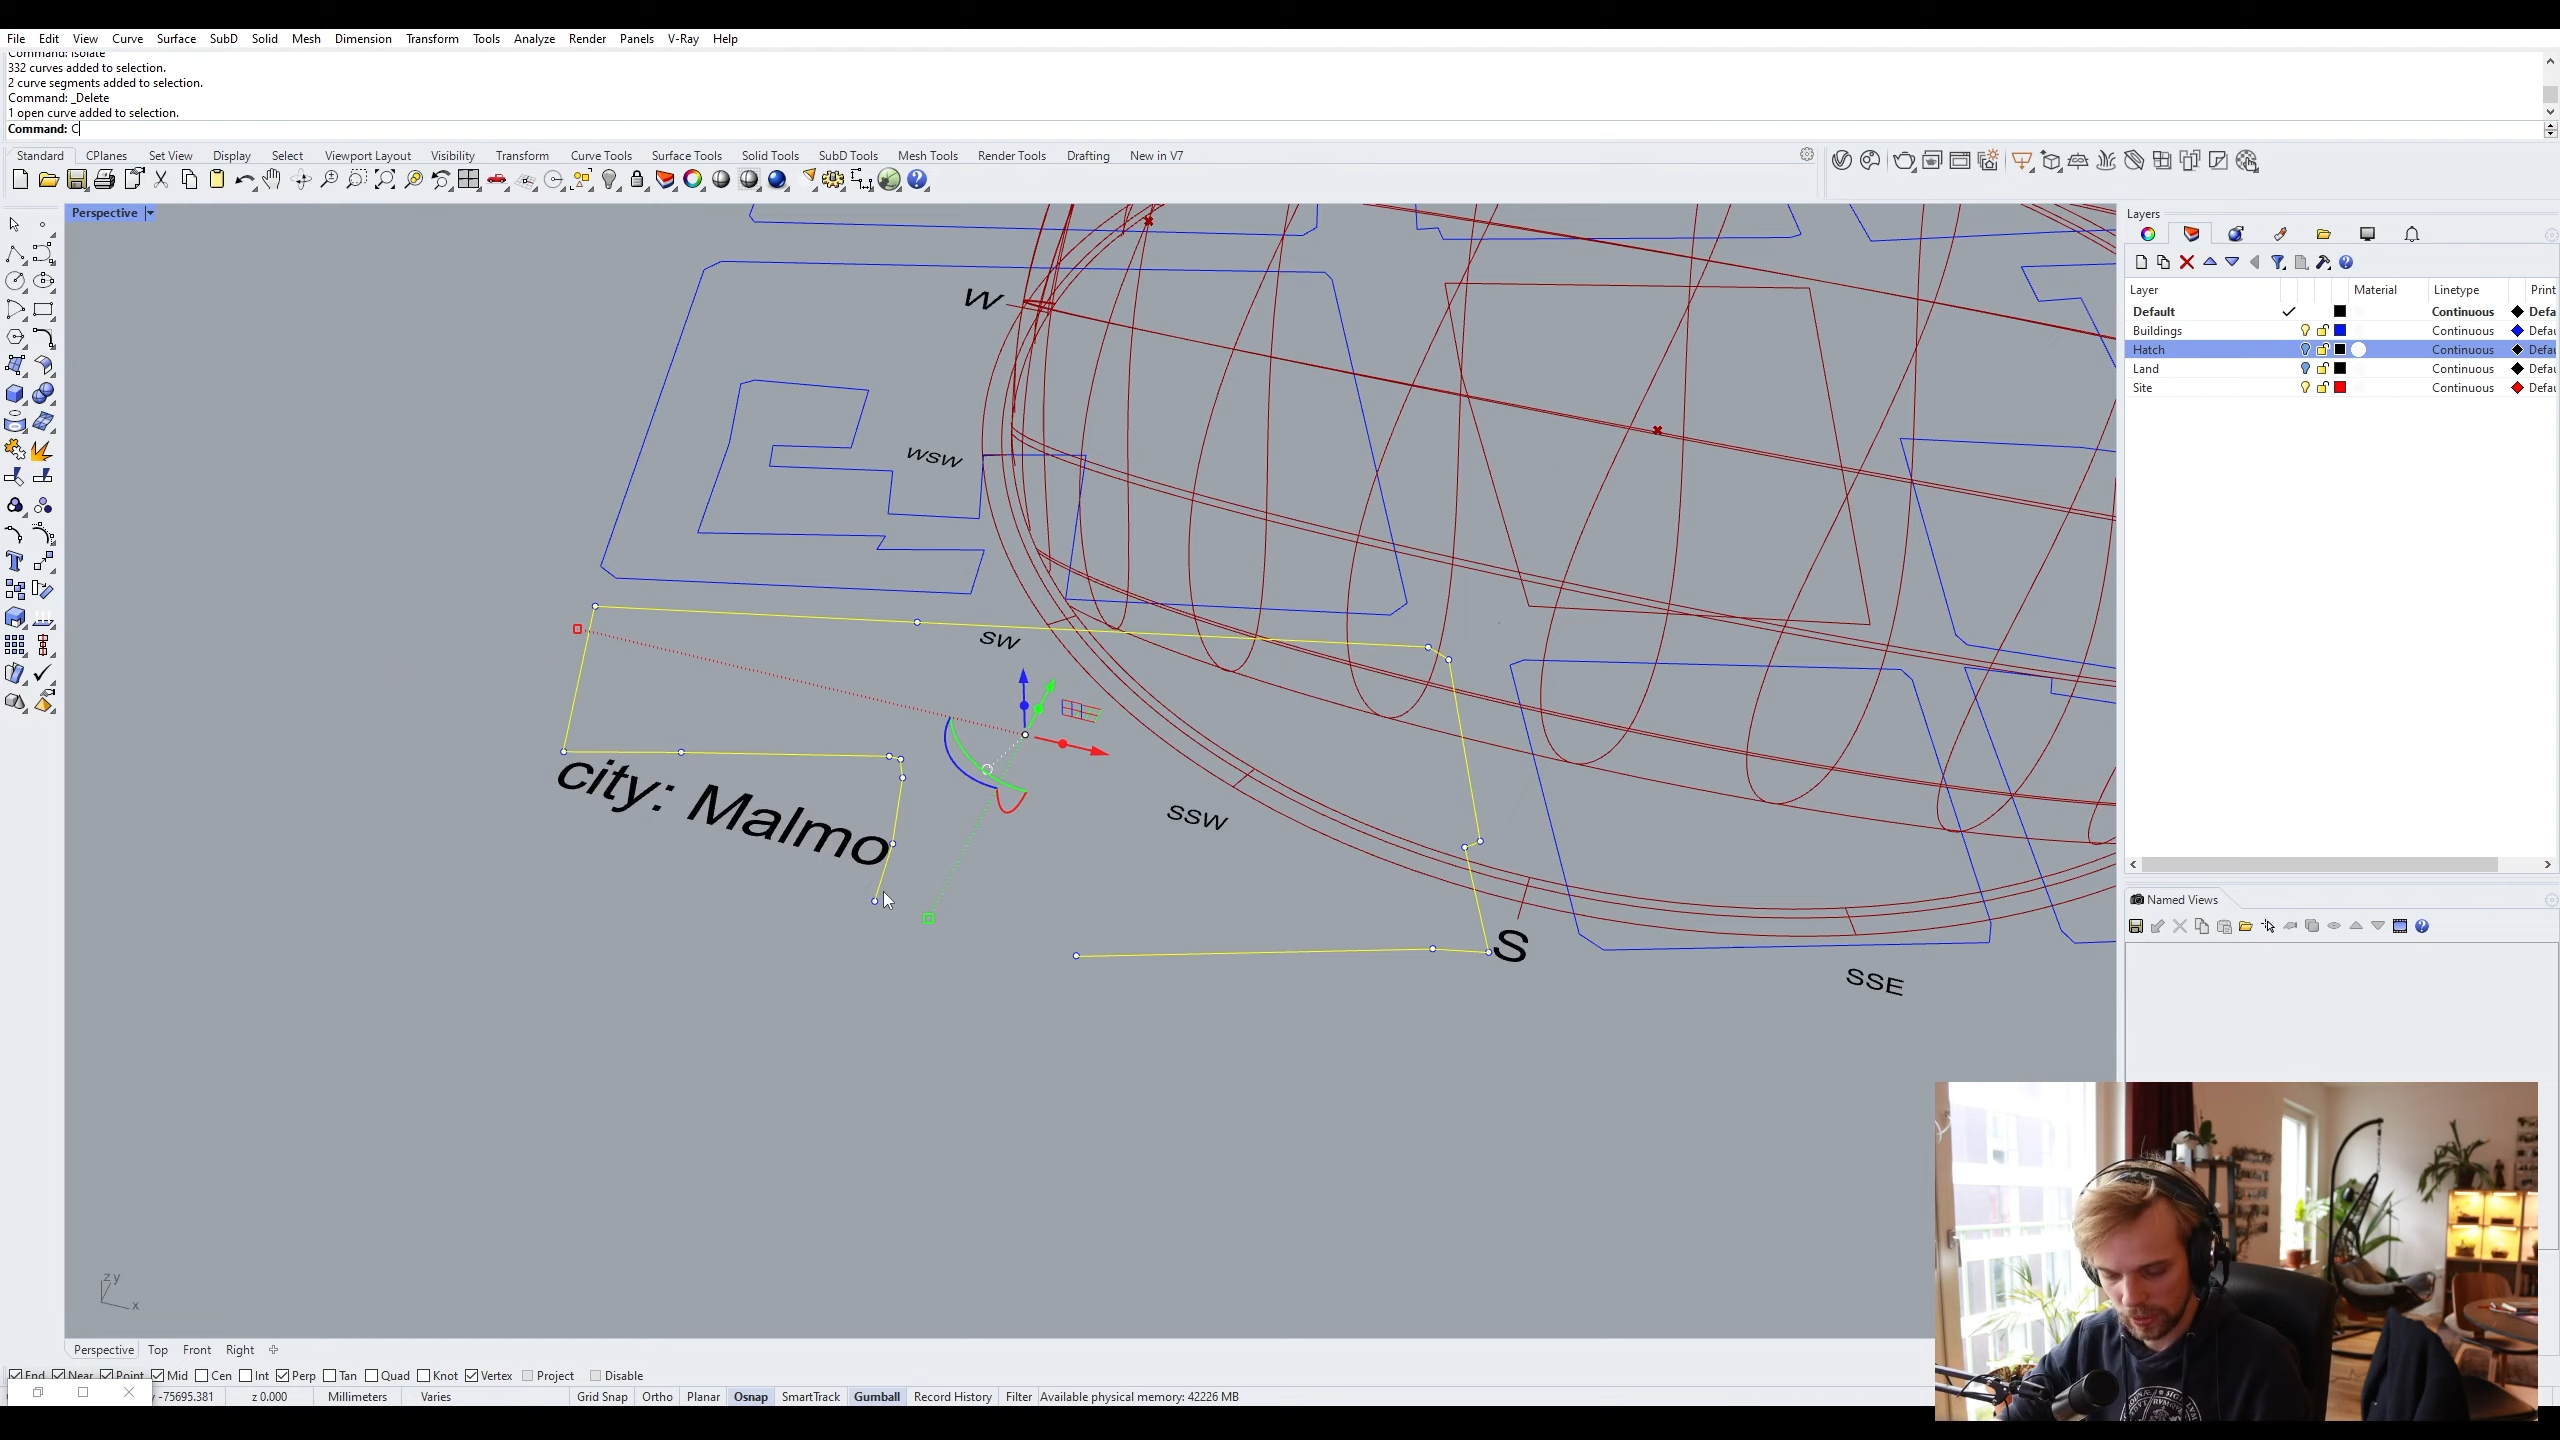 File Edit View Curve Surface SubD Solid Mesh Dimension Transform Tools Analyze Render Panels V-Ray Help
Command: Isolate
332 curves added to selection.
2 curve segments added to selection.
Command: _Delete
1 open curve added to selection.
Command: C
Standard CPlanes Set View Display Select Viewport Layout Visibility Transform Curve Tools Surface Tools Solid Tools SubD Tools Mesh Tools Render Tools Drafting New in V7
Perspective
Layers
Layer Material Linetype Print
Default Continuous Defa
Buildings Continuous Defau
Hatch Continuous Defau
Land Continuous Defau
Site Continuous Defau
W
WSW
SW
city: Malmo
SSW
S
SSE
Named Views
z y
x
Perspective Top Front Right
End Near Point Mid Cen Int Perp Tan Quad Knot Vertex Project Disable
y -75695.381 z 0.000 Millimeters Varies Grid Snap Ortho Planar Osnap SmartTrack Gumball Record History Filter Available physical memory: 42226 MB